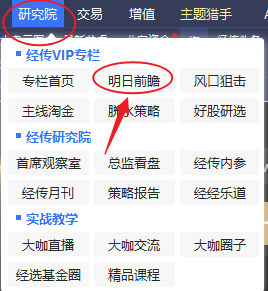 研究院 交易 增值 主题猎手
经传VIP专栏
专栏首页 明日前瞻 风口狙击
主线淘金 脱水策略 好股研选
经传研究院
首席观察室 总监看盘 经传内参
经传月刊 策略报告 经经乐道
实战教学
大咖直播 大咖交流 大咖圈子
经选基金圈 精品课程